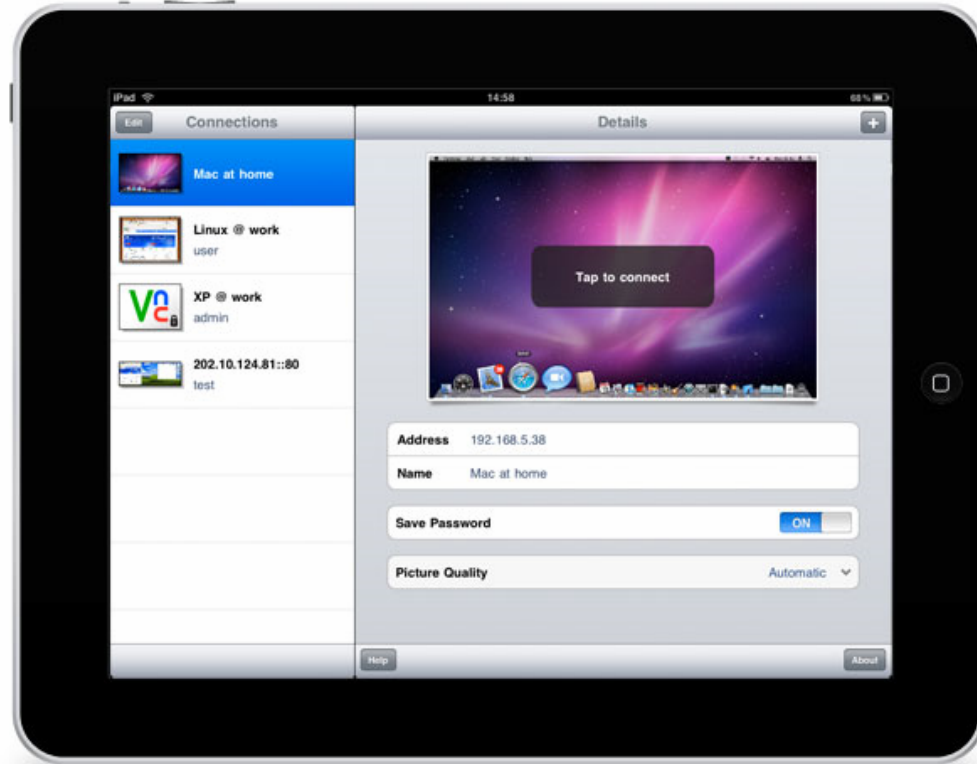 iPad 14:58 68%
Edit Connections Details +
Mac at home
Linux @ work
user
XP @ work
admin
202.10.124.81::80
test
VNC
Tap to connect
Address 192.168.5.38
Name Mac at home
Save Password ON
Picture Quality Automatic
Help About